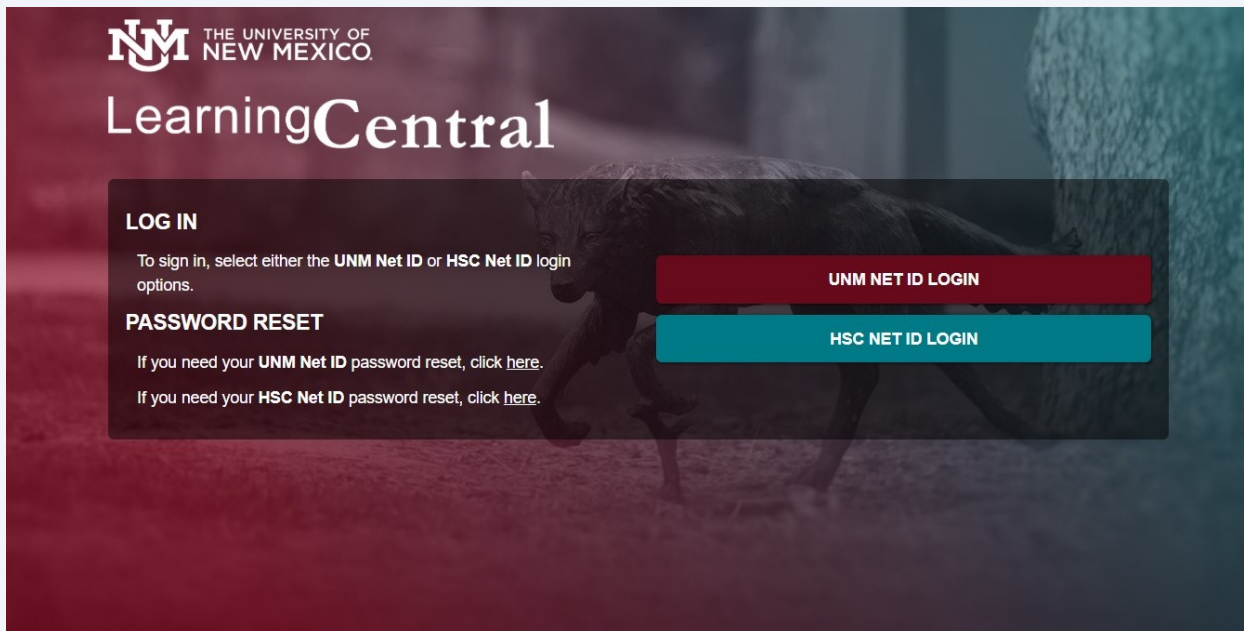 UNM THE UNIVERSITY OF
NEW MEXICO.
LearningCentral
LOG IN
To sign in, select either the UNM Net ID or HSC Net ID login
options.
PASSWORD RESET
If you need your UNM Net ID password reset, click here.
If you need your HSC Net ID password reset, click here.
UNM NET ID LOGIN
HSC NET ID LOGIN